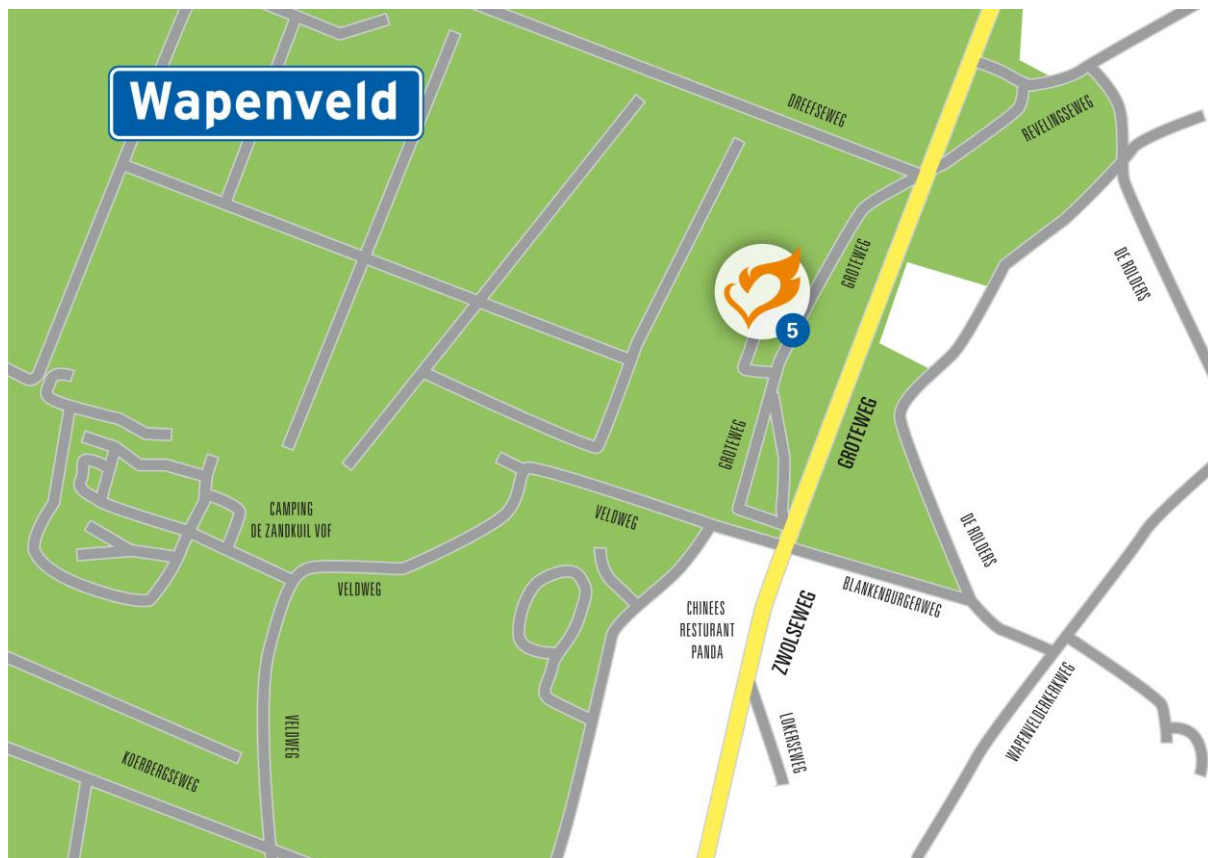 Wapenveld
DREEFSEWEG
REVELINGSEWEG
DE ROLDERS
GROTEWEG
5
GROTEWEG
GROTEWEG
CAMPING
DE ZANDKUIL VOF
VELDWEG
DE ROLDERS
VELDWEG
BLANKENBURGERWEG
CHINEES
RESTURANT
PANDA
ZWOLSEWEG
VELDWEG
LOKERSEWEG
WAPENVELDERKERKWEG
KOERBERGSEWEG